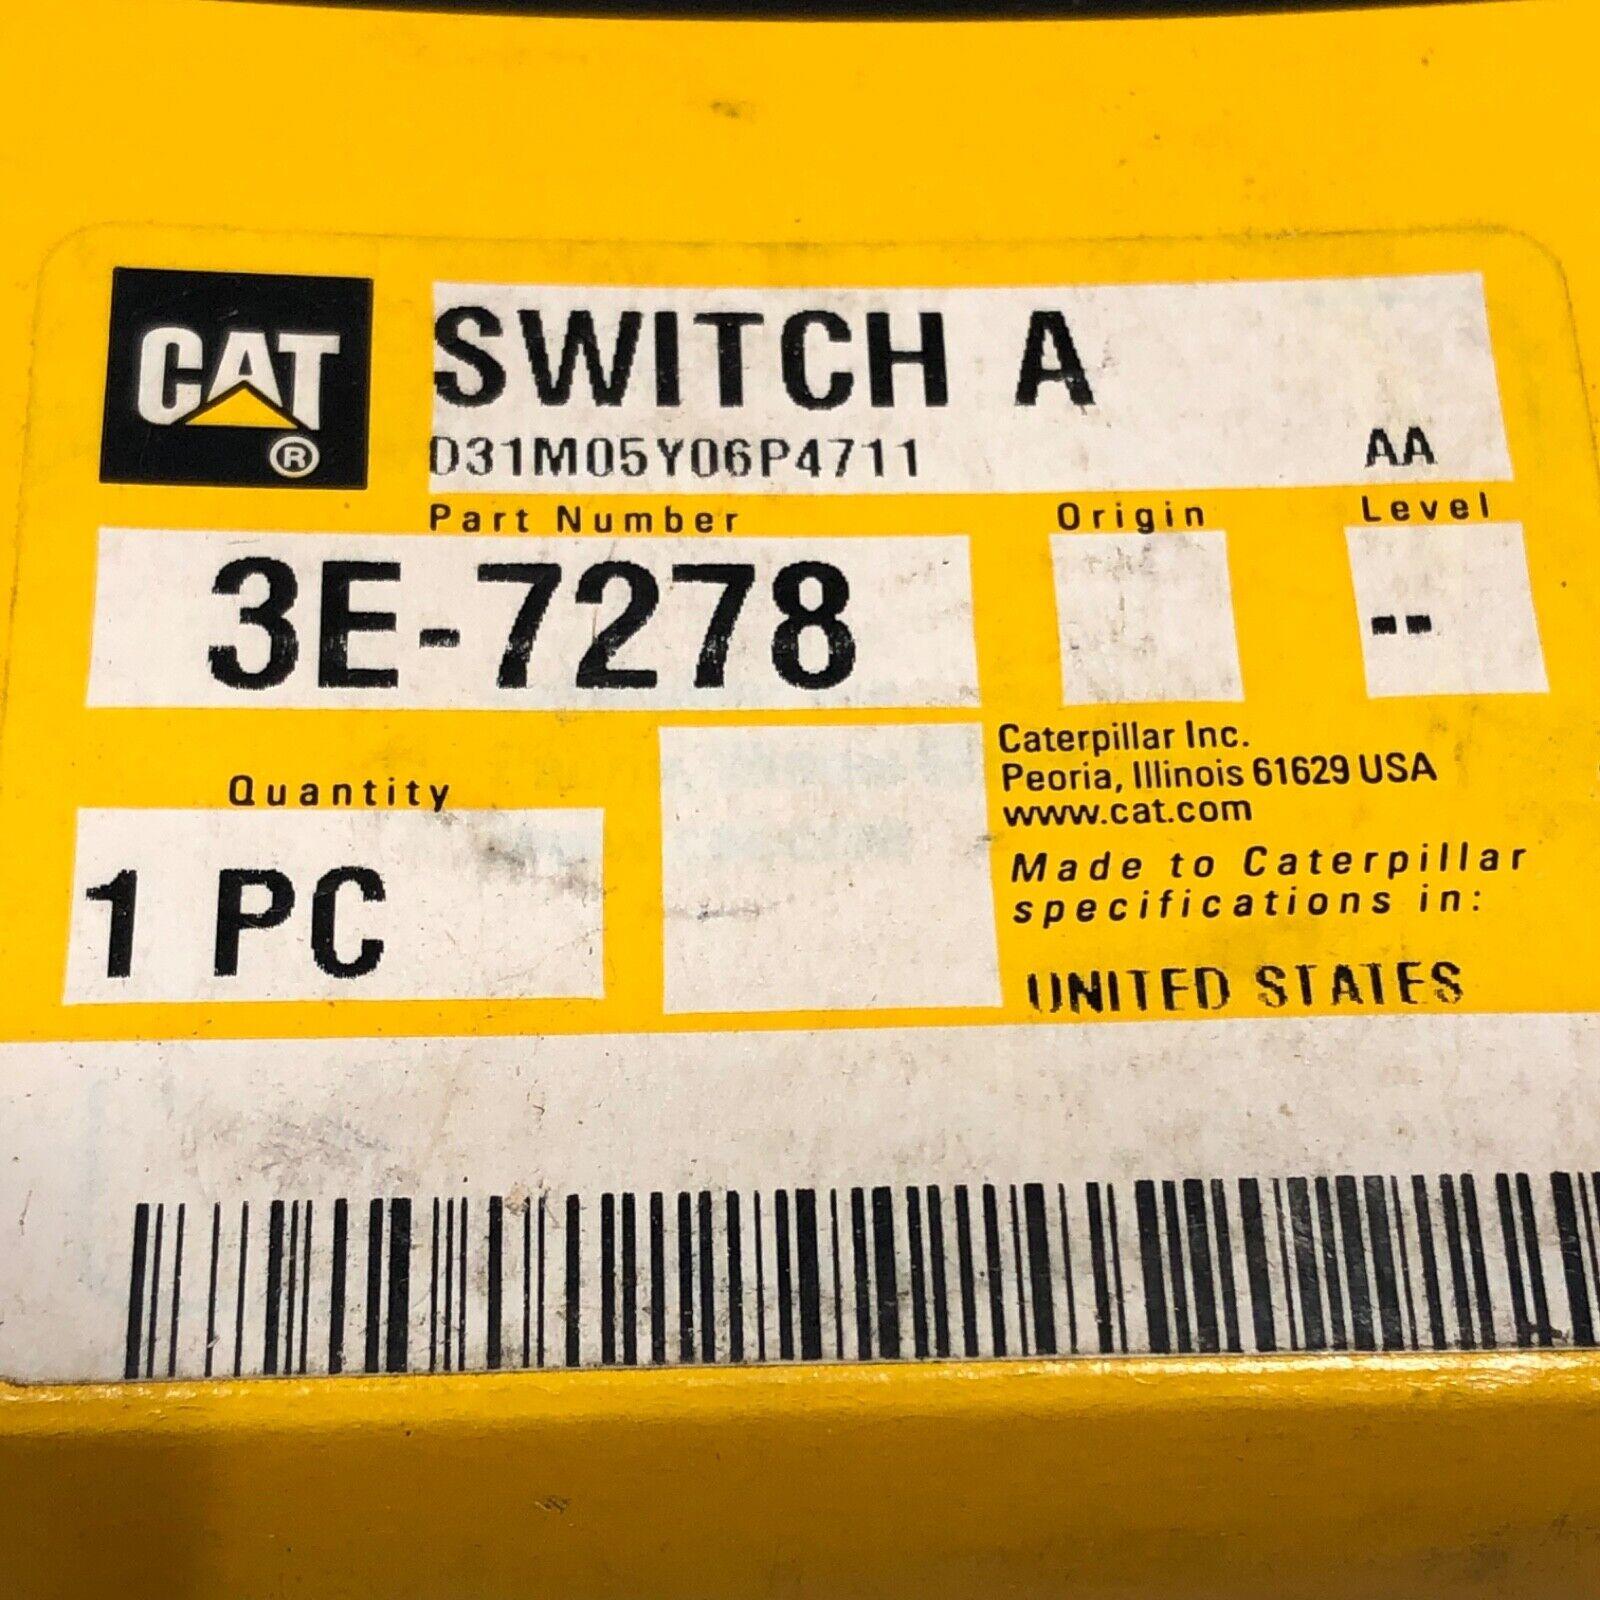 CAT
®
SWITCH A
D31M05Y06P4711 AA
Part Number Origin Level
3E-7278 --
Quantity
1 PC
Caterpillar Inc.
Peoria, Illinois 61629 USA
www.cat.com
Made to Caterpillar
specifications in:
UNITED STATES